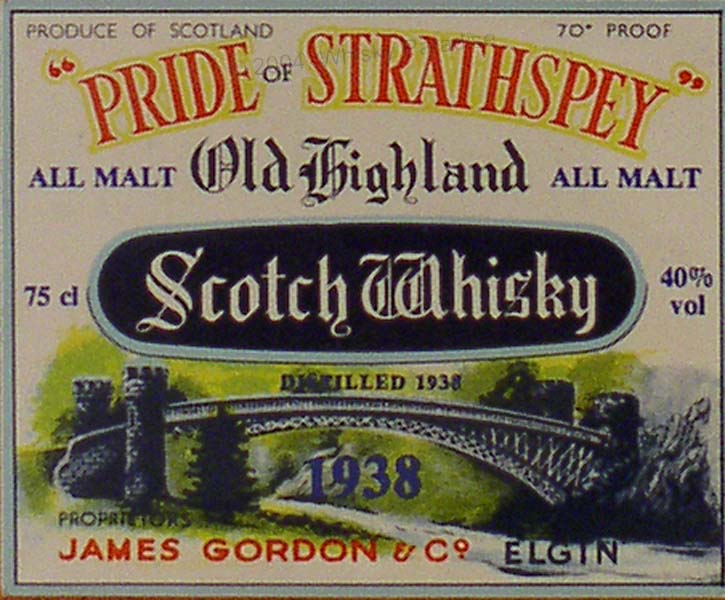 PRODUCE OF SCOTLAND 70° PROOF
"PRIDE OF STRATHSPEY"
ALL MALT Old Highland ALL MALT
75 cl Scotch Whisky 40% vol
DISTILLED 1938
1938
PROPRIETORS
JAMES GORDON & Cº ELGIN